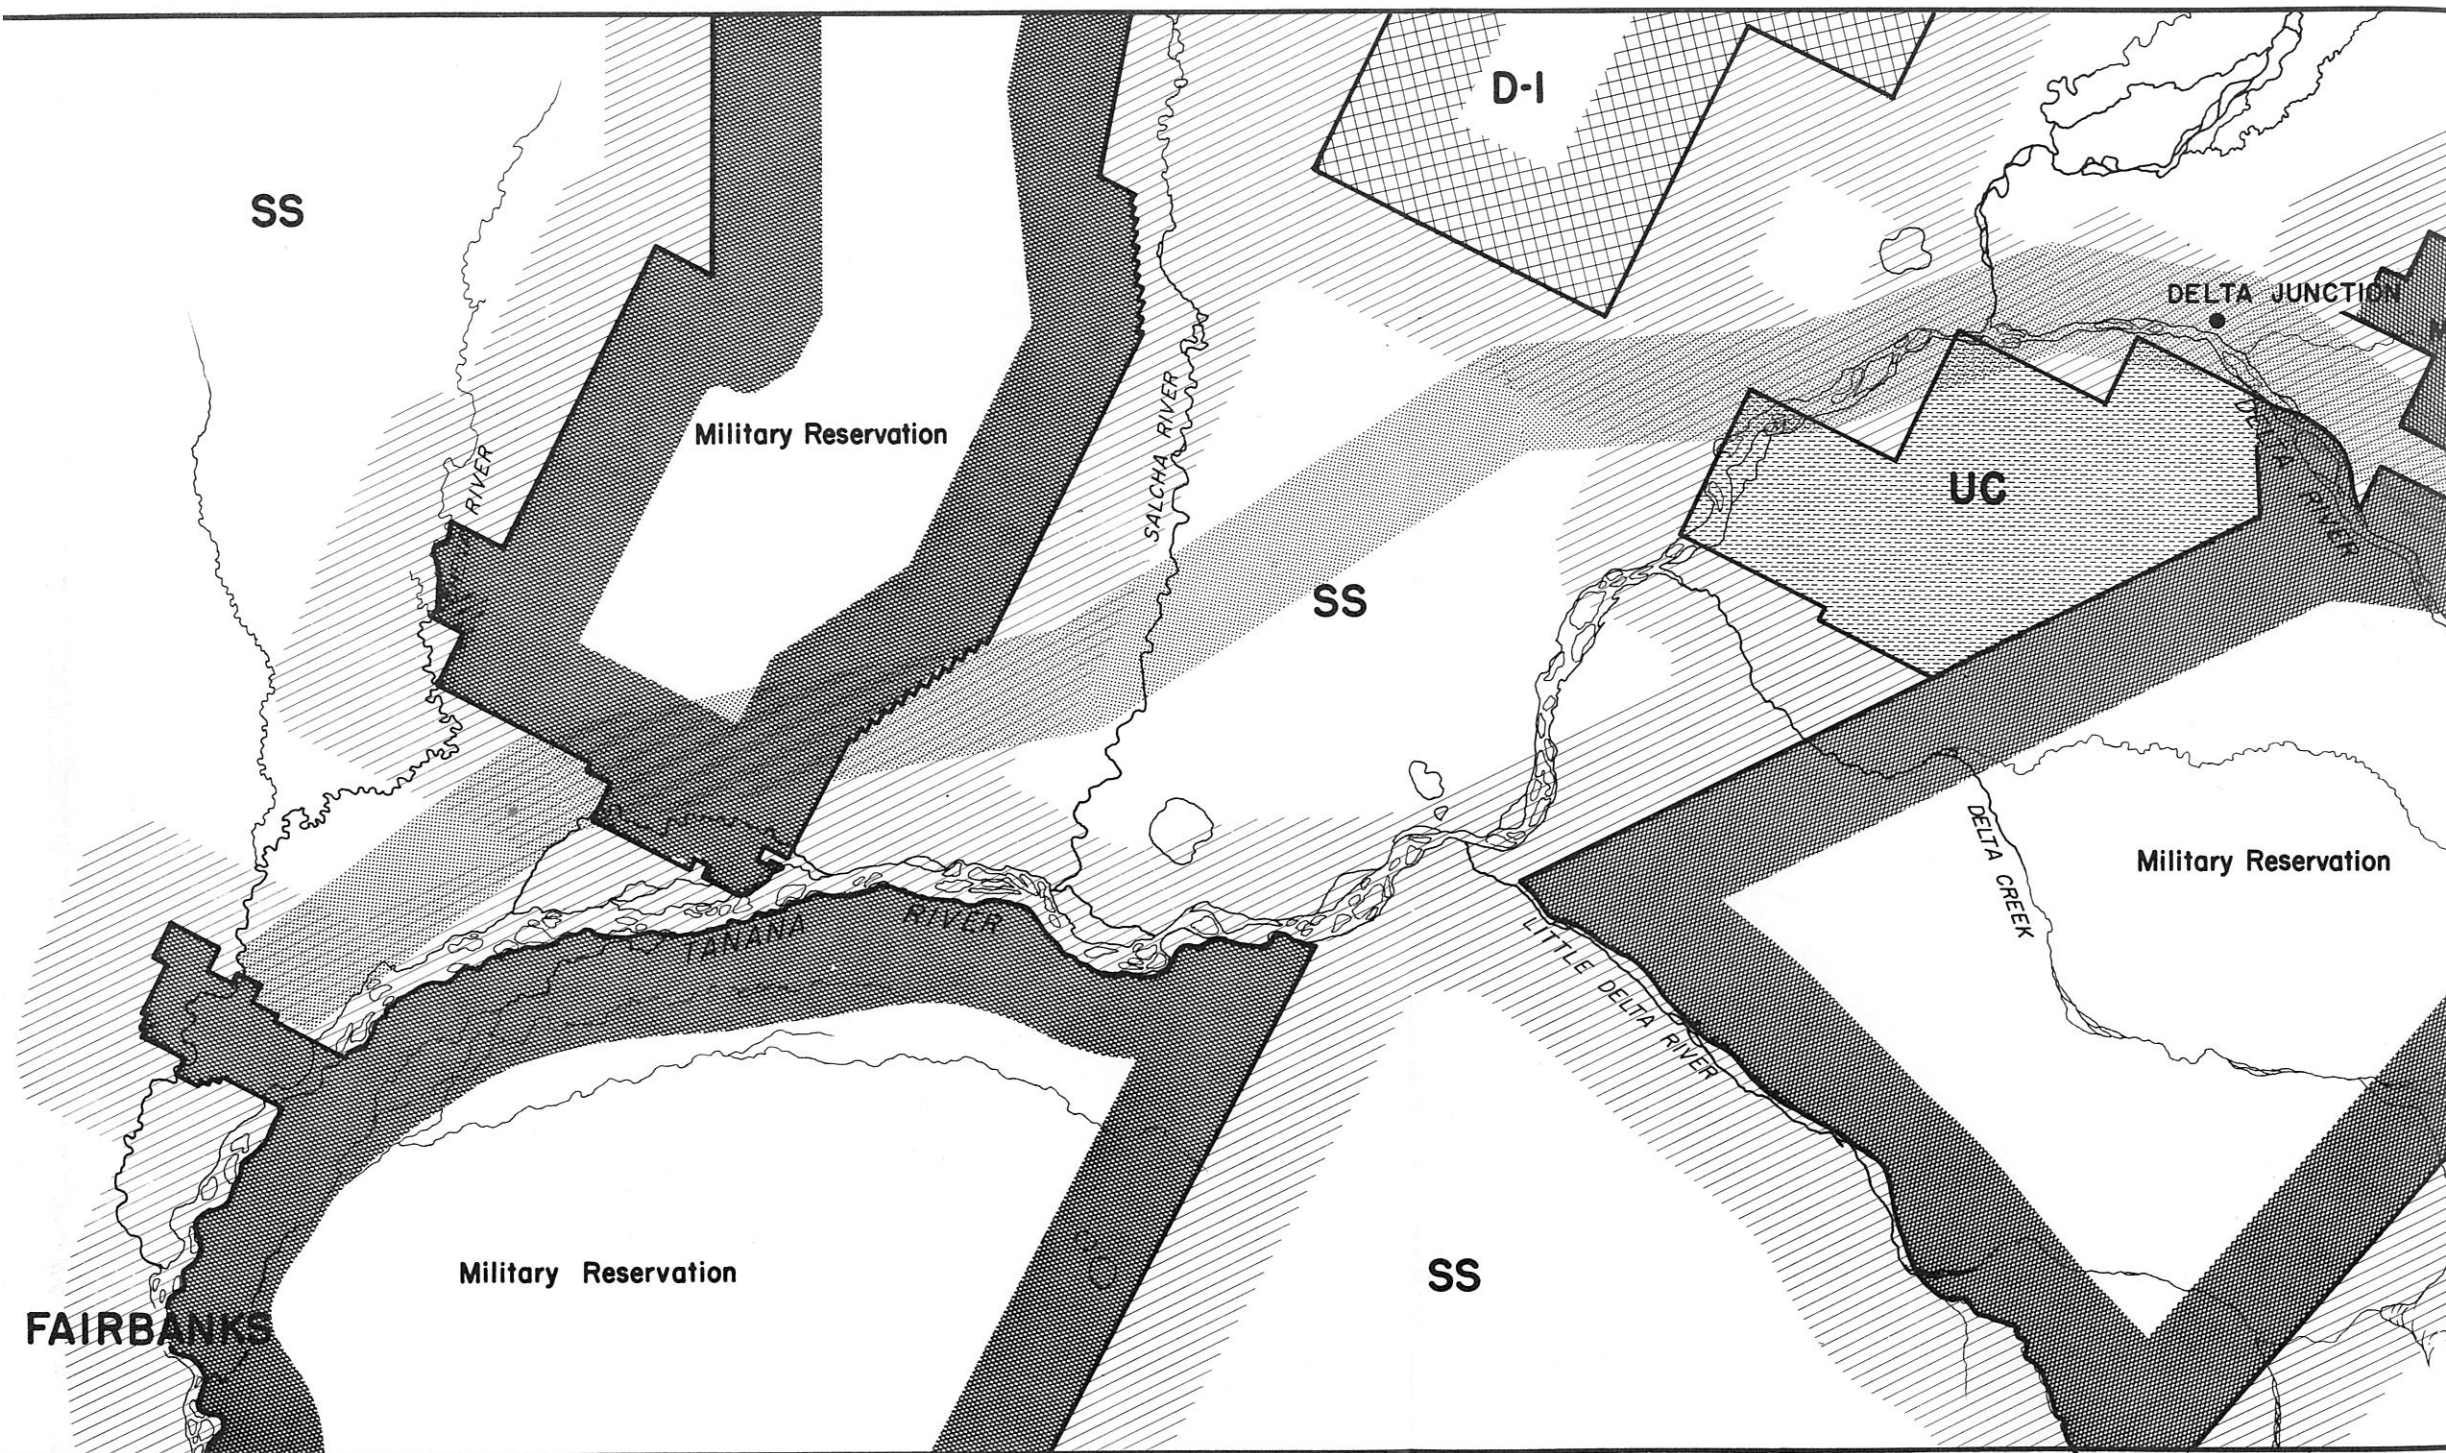 D-1
SS
DELTA JUNCTION
Military Reservation
SALCHA RIVER
RIVER
UC
DELTA RIVER
SS
Military Reservation
DELTA CREEK
TANANA RIVER
LITTLE DELTA RIVER
Military Reservation
SS
FAIRBANKS